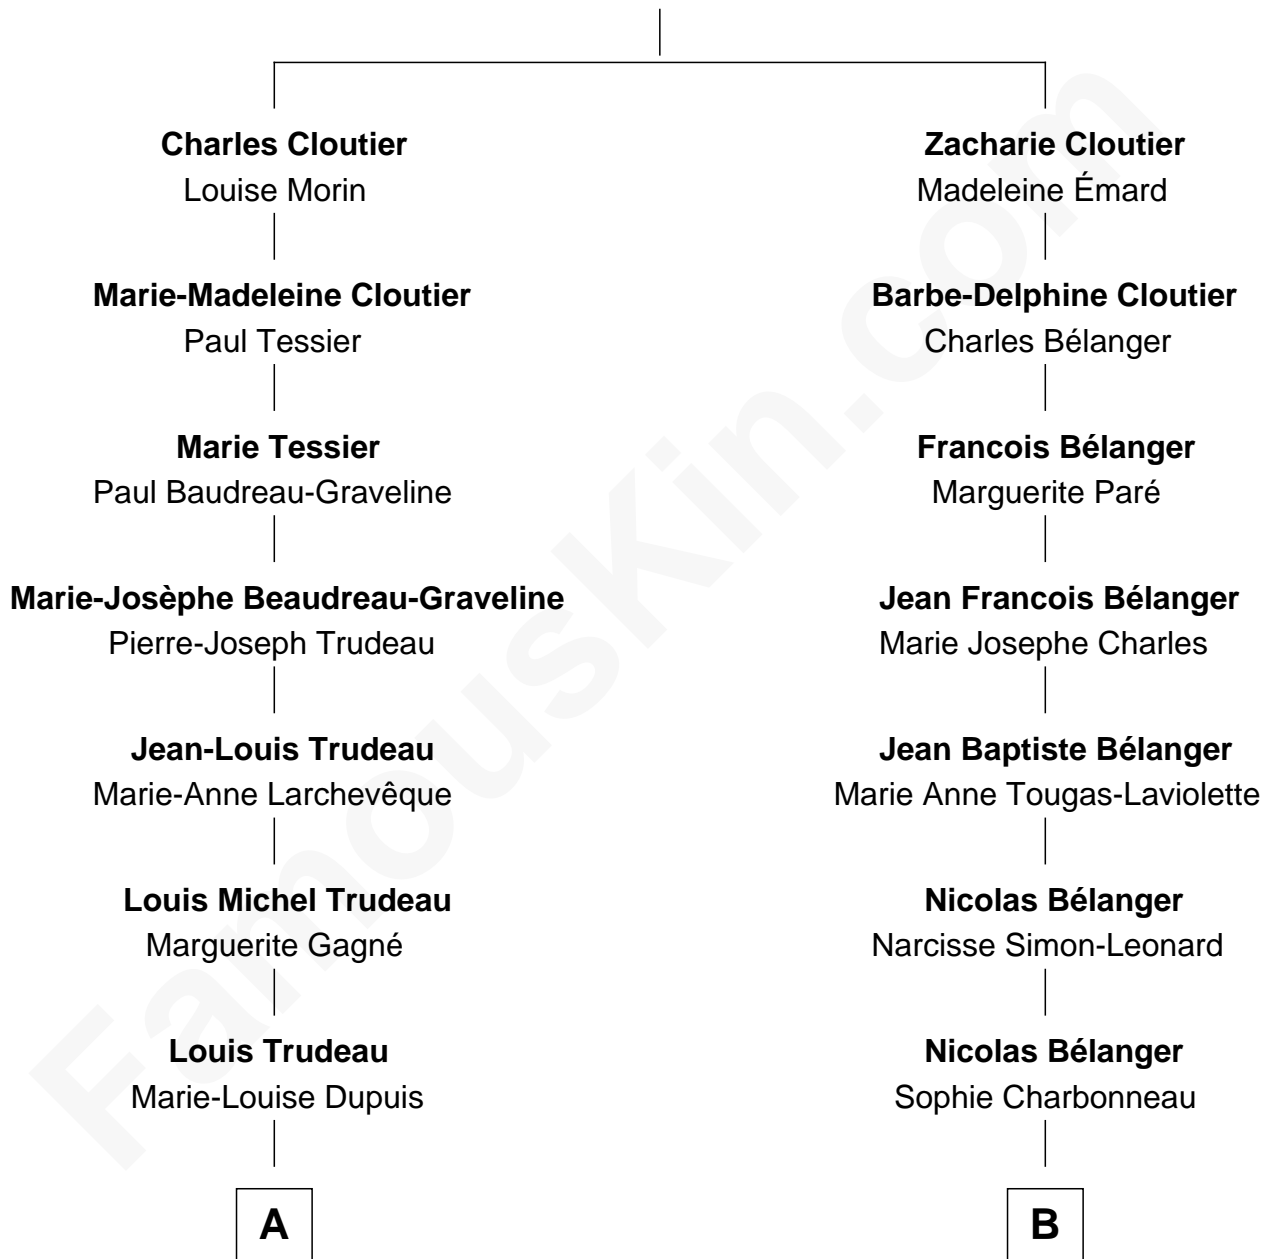 Charles Cloutier
Louise Morin
Marie-Madeleine Cloutier
Paul Tessier
Marie Tessier
Paul Baudreau-Graveline
Marie-Josèphe Beaudreau-Graveline
Pierre-Joseph Trudeau
Jean-Louis Trudeau
Marie-Anne Larchevêque
Louis Michel Trudeau
Marguerite Gagné
Louis Trudeau
Marie-Louise Dupuis
A
Zacharie Cloutier
Madeleine Émard
Barbe-Delphine Cloutier
Charles Bélanger
Francois Bélanger
Marguerite Paré
Jean Francois Bélanger
Marie Josephe Charles
Jean Baptiste Bélanger
Marie Anne Tougas-Laviolette
Nicolas Bélanger
Narcisse Simon-Leonard
Nicolas Bélanger
Sophie Charbonneau
B
FamousKin.com